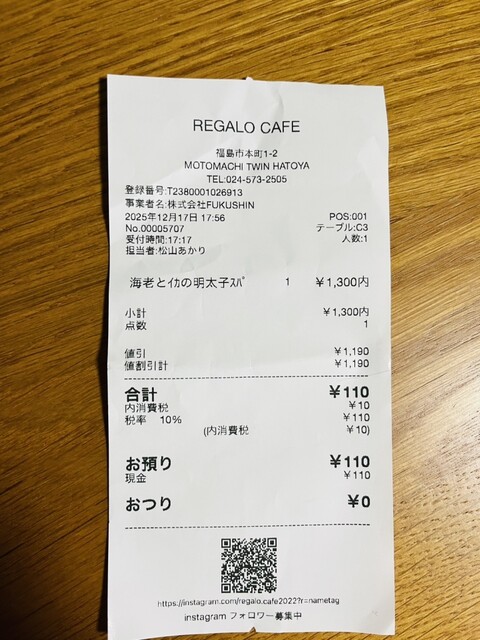 REGALO CAFE
福島市本町1-2
MOTOMACHI TWIN HATOYA
TEL:024-573-2505
登録番号:T2380001026913
事業者名:株式会社FUKUSHIN
2025年12月17日 17:56 POS:001
No.00005707 テーブル:C3
受付時間:17:17 人数:1
担当者:松山あかり
海老とイカの明太子スパ 1 ¥1,300内
小計 ¥1,300内
点数 1
値引 ¥1,190
値割引計 ¥1,190
合計 ¥110
内消費税 ¥10
税率 10% ¥110
(内消費税 ¥10)
お預り ¥110
現金 ¥110
おつり ¥0
https://instagram.com/regalo.cafe2022?r=nametag
instagram フォロワー募集中